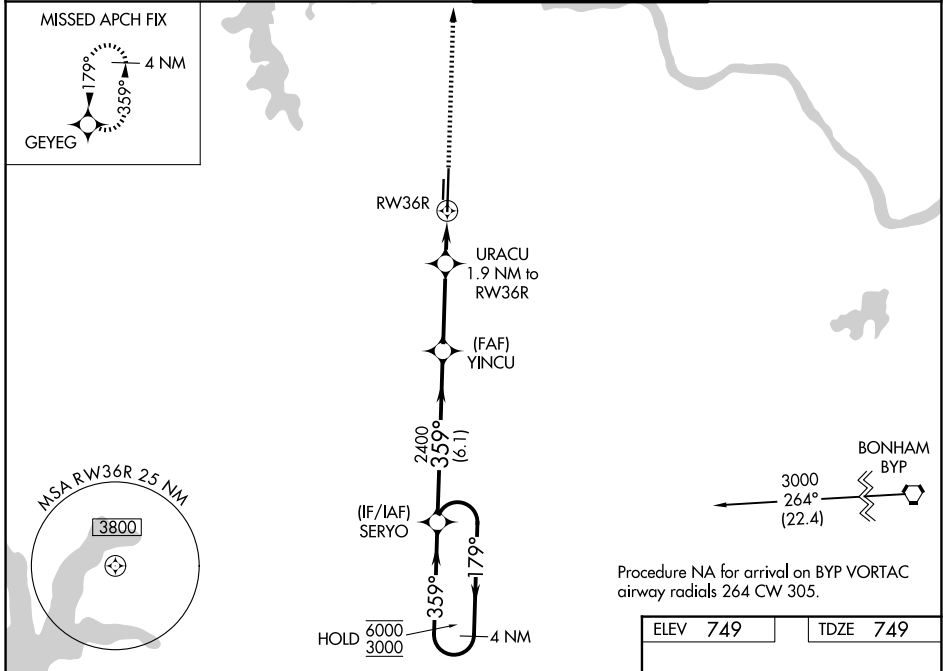 MISSED APCH FIX
4 NM
179°
359°
GEYEG
RW36R
URACU
1.9 NM to
RW36R
(FAF)
YINCU
2400
359°
(6.1)
BONHAM
BYP
3000
264°
(22.4)
MSA RW36R 25 NM
3800
(IF/IAF)
SERYO
359°
179°
HOLD
6000
3000
4 NM
Procedure NA for arrival on BYP VORTAC
airway radials 264 CW 305.
ELEV 749
TDZE 749